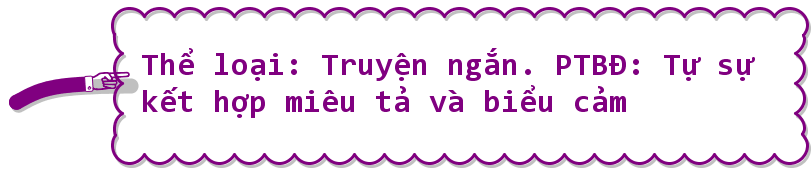 Thể loại: Truyện ngắn. PTBĐ: Tự sự
kết hợp miêu tả và biểu cảm